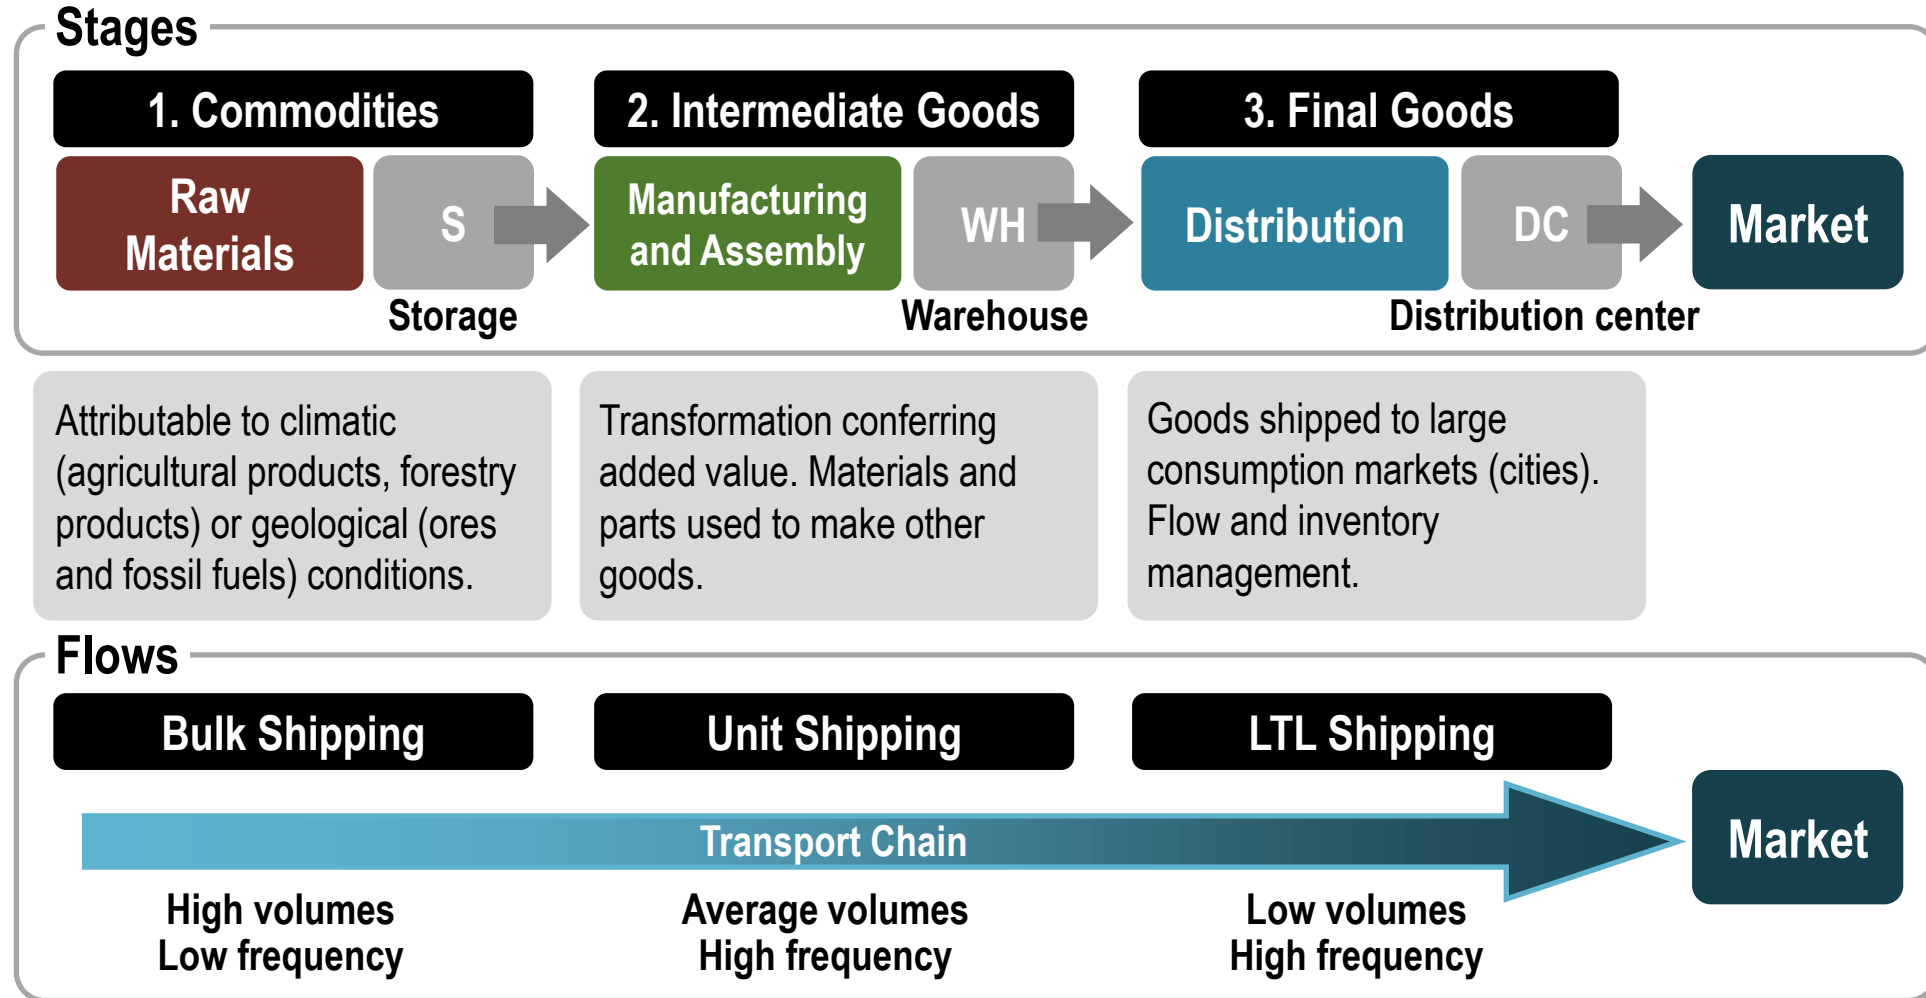 Stages
1. Commodities
2. Intermediate Goods
3. Final Goods
Raw
Materials
S
Storage
Manufacturing
and Assembly
WH
Warehouse
Distribution
DC
Distribution center
Market
Attributable to climatic
(agricultural products, forestry
products) or geological (ores
and fossil fuels) conditions.
Transformation conferring
added value. Materials and
parts used to make other
goods.
Goods shipped to large
consumption markets (cities).
Flow and inventory
management.
Flows
Bulk Shipping
Unit Shipping
LTL Shipping
Transport Chain
Market
High volumes
Low frequency
Average volumes
High frequency
Low volumes
High frequency